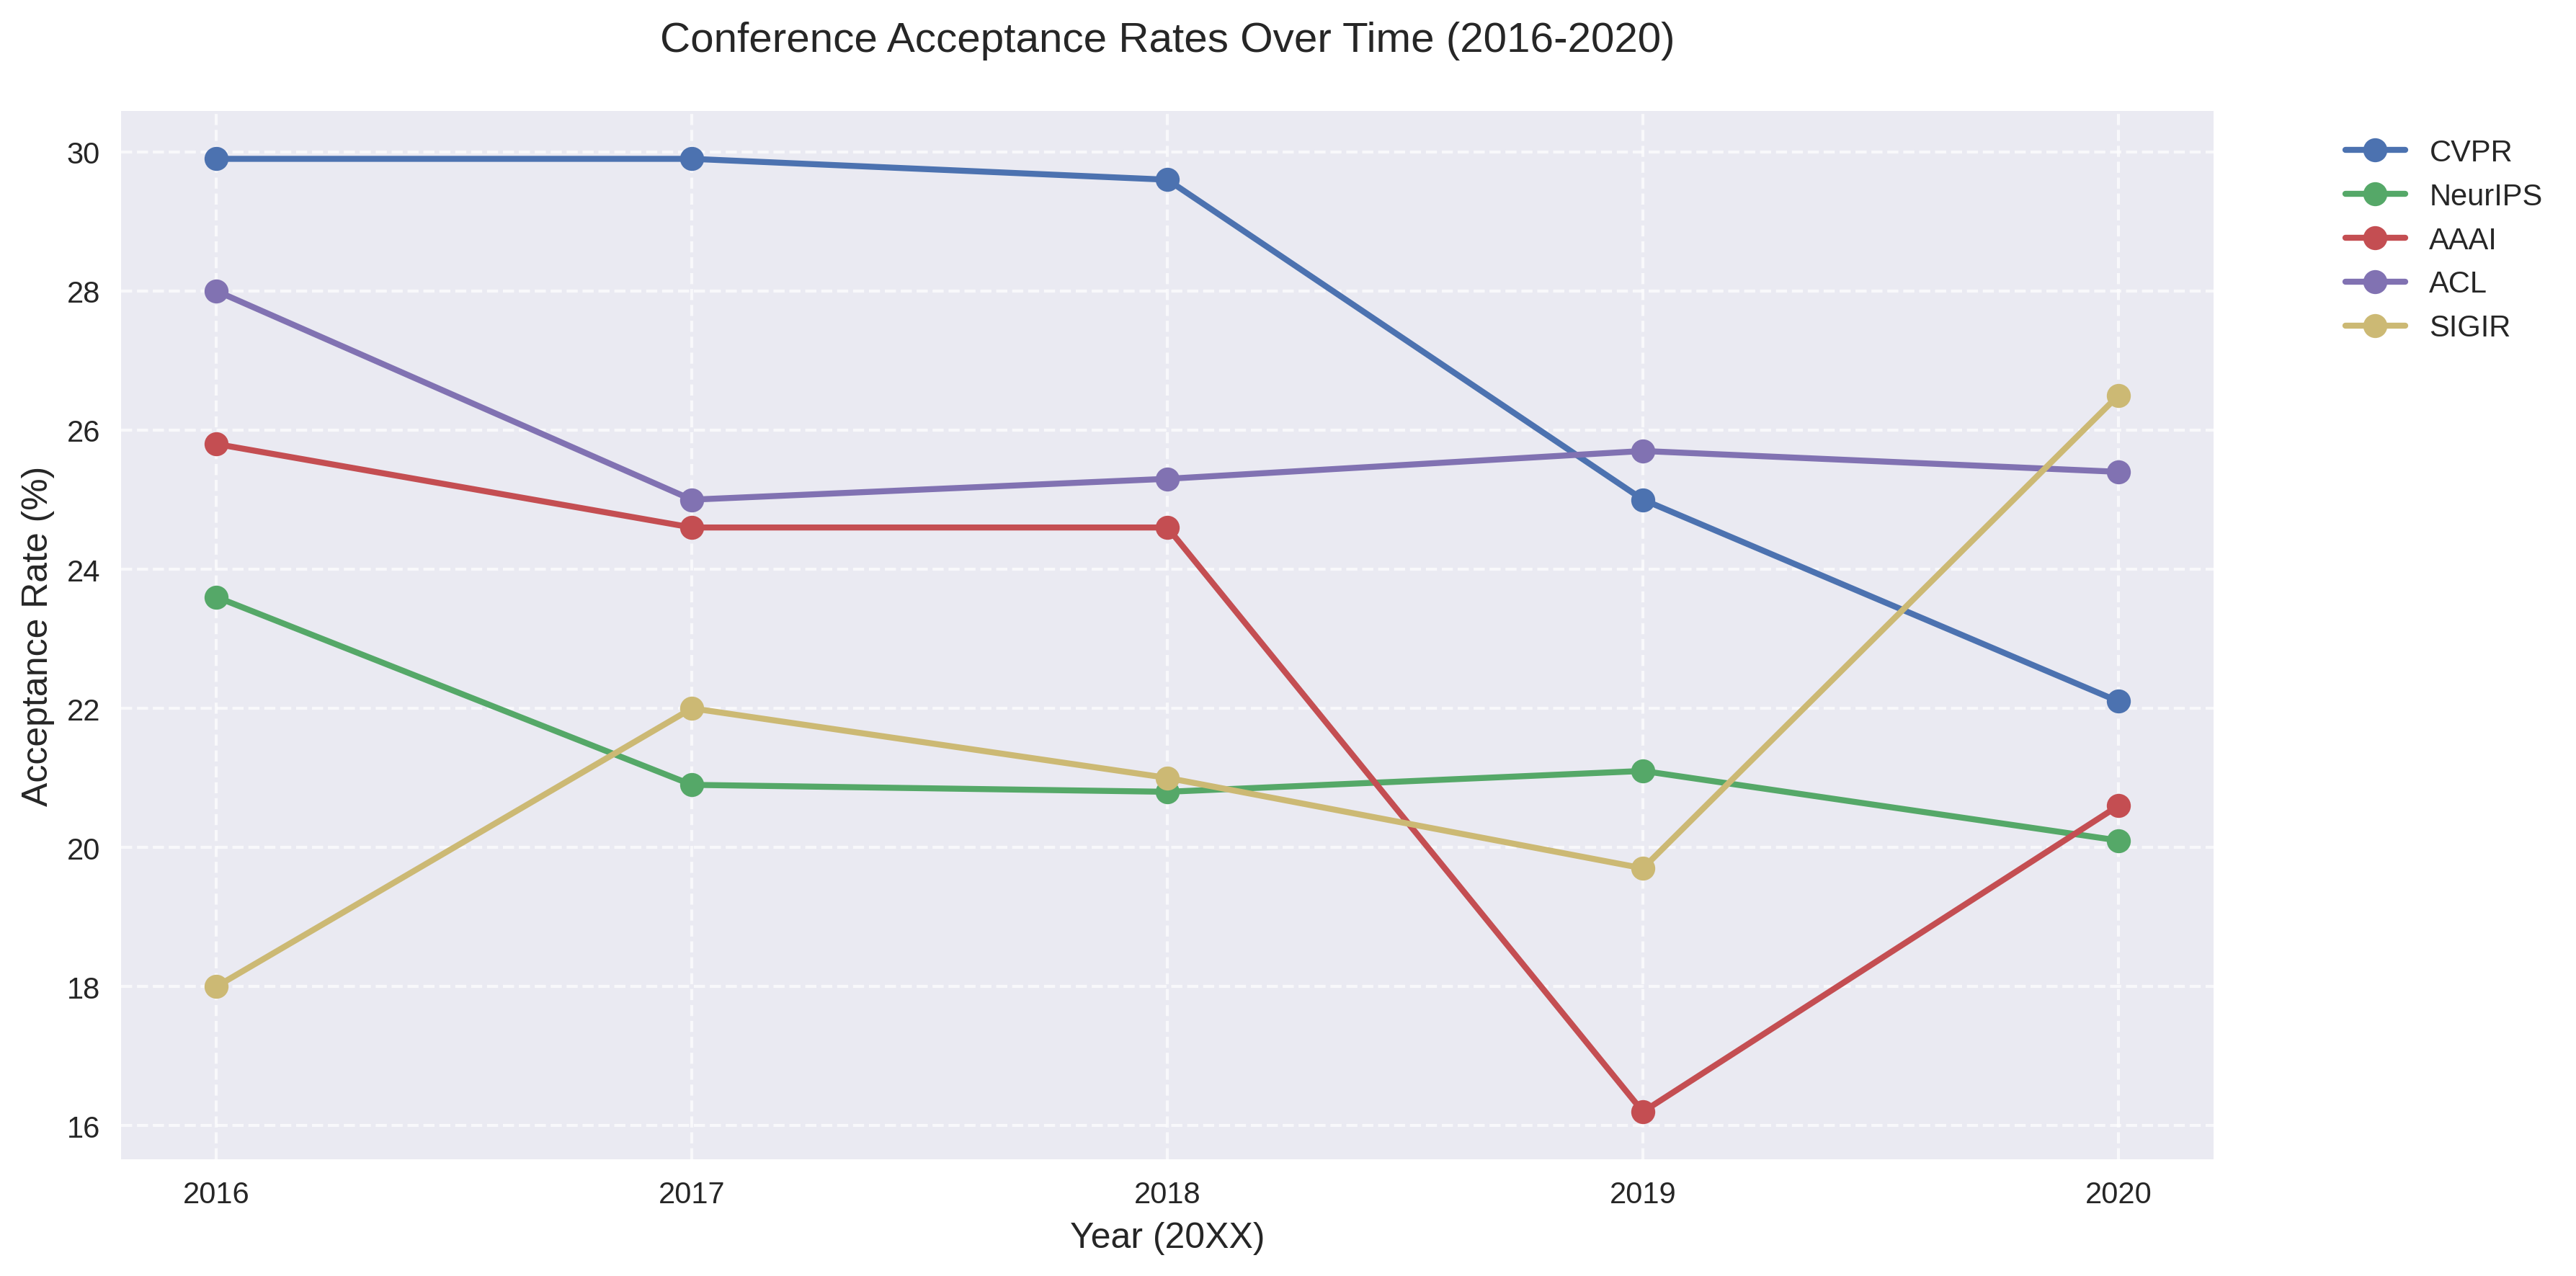 Conference Acceptance Rates Over Time (2016-2020)
30
28
26
24
22
20
18
16
Acceptance Rate (%)
2016 2017 2018 2019 2020
Year (20XX)
CVPR
NeurIPS
AAAI
ACL
SIGIR